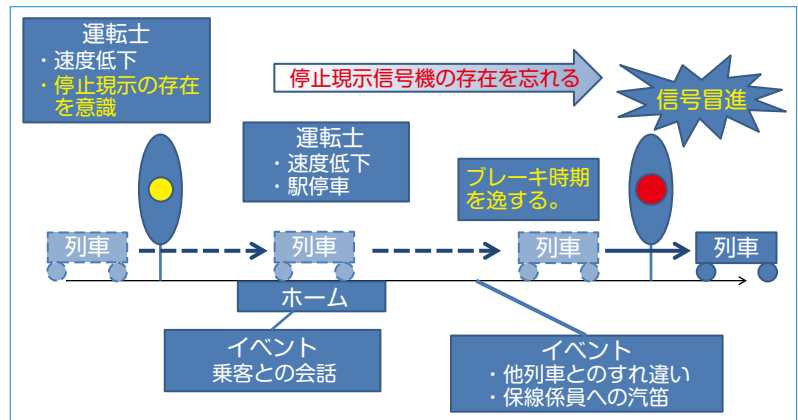 運転士
・速度低下
・停止現示の存在
を意識
停止現示信号機の存在を忘れる
信号冒進
運転士
・速度低下
・駅停車
ブレーキ時期
を逸する。
列車
列車
列車
列車
ホーム
イベント
乗客との会話
イベント
・他列車とのすれ違い
・保線係員への汽笛